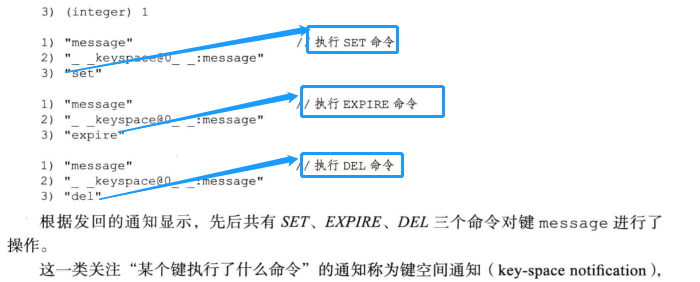 3) (integer) 1
1) "message" // 执行 SET 命令
2) "_ _keyspace@0_ _:message"
3) "set"
1) "message" // 执行 EXPIRE 命令
2) "_ _keyspace@0_ _:message"
3) "expire"
1) "message" // 执行 DEL 命令
2) "_ _keyspace@0_ _:message"
3) "del"
根据发回的通知显示，先后共有 SET、EXPIRE、DEL 三个命令对键 message 进行了
操作。
这一类关注“某个键执行了什么命令”的通知称为键空间通知（key-space notification），